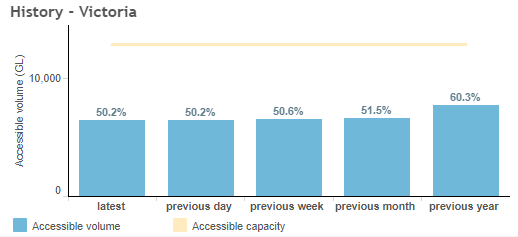 History - Victoria
Accessible volume (GL)
10,000
0
50.2%
50.2%
50.6%
51.5%
60.3%
latest
previous day
previous week
previous month
previous year
Accessible volume
Accessible capacity